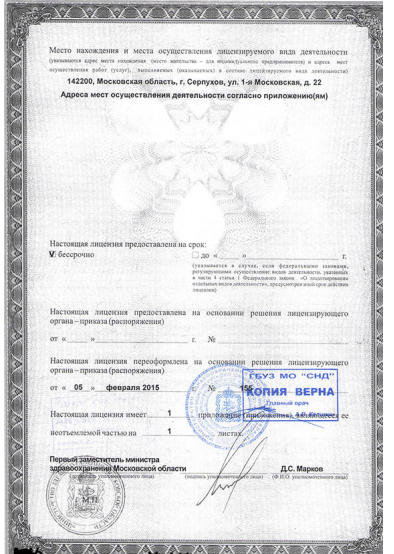 Место нахождения и места осуществления лицензируемого вида деятельности
(указываются адрес места нахождения (место жительства – для индивидуального предпринимателя) и адреса мест
осуществления работ (услуг), выполняемых (оказываемых) в составе лицензируемого вида деятельности)
142200, Московская область, г. Серпухов, ул. 1-я Московская, д. 22
Адреса мест осуществления деятельности согласно приложению(ям)
Настоящая лицензия предоставлена на срок:
V бессрочно
до « » г.
(указывается в случае, если федеральными законами,
регулирующими осуществление видов деятельности, указанных
в части 4 статьи 1 Федерального закона «О лицензировании
отдельных видов деятельности», предусмотрен иной срок действия
лицензии)
Настоящая лицензия предоставлена на основании решения лицензирующего
органа – приказа (распоряжения)
от « » г. №
Настоящая лицензия переоформлена на основании решения лицензирующего
органа – приказа (распоряжения)
от « 05 » февраля 2015
ГБУЗ МО "СНД"
КОПИЯ ВЕРНА
Главный врач
Настоящая лицензия имеет 1 приложение (приложения), являющееся ее
неотъемлемой частью на 1 листах.
Первый заместитель министра
здравоохранения Московской области
Д.С. Марков
(должность уполномоченного лица) (подпись уполномоченного лица) (Ф.И.О. уполномоченного лица)
М.П.